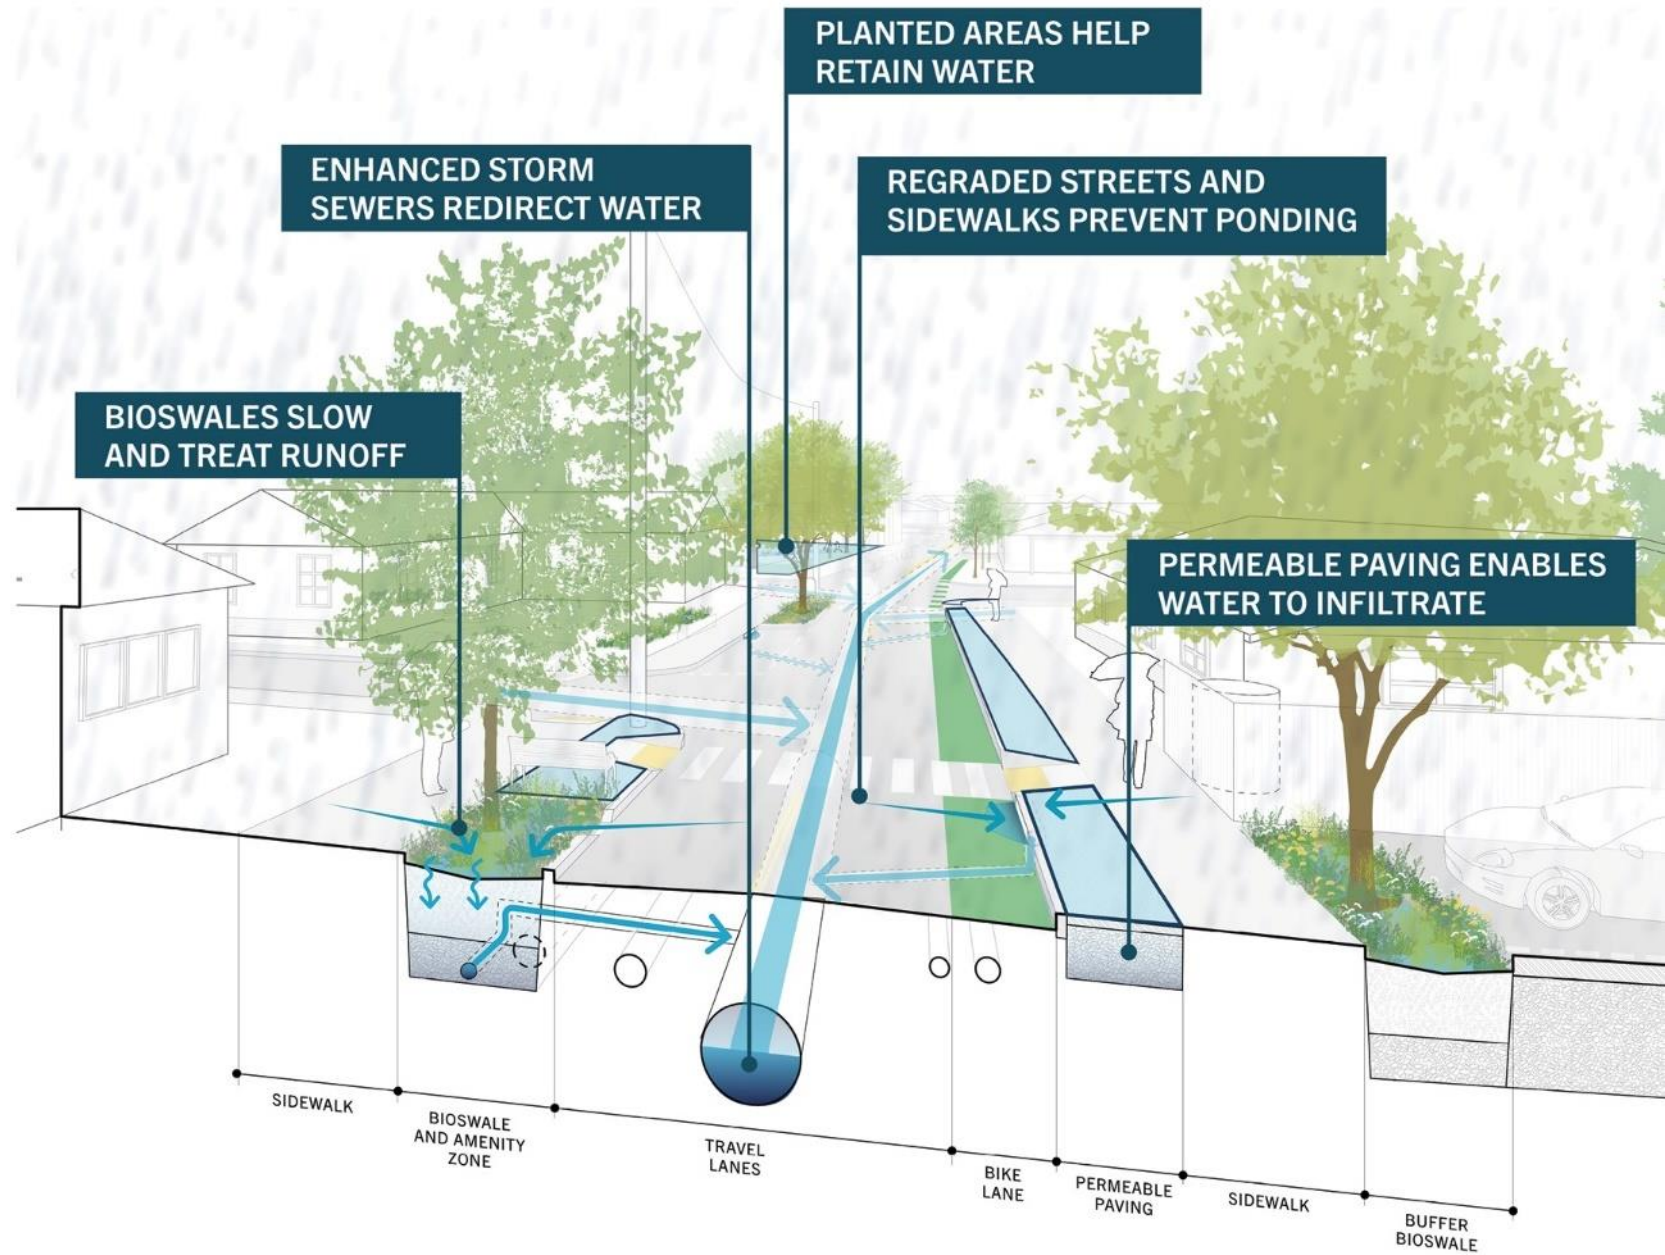 PLANTED AREAS HELP
RETAIN WATER
ENHANCED STORM
SEWERS REDIRECT WATER
REGRADED STREETS AND
SIDEWALKS PREVENT PONDING
BIOSWALES SLOW
AND TREAT RUNOFF
PERMEABLE PAVING ENABLES
WATER TO INFILTRATE
SIDEWALK
BIOSWALE
AND AMENITY
ZONE
TRAVEL
LANES
BIKE
LANE
PERMEABLE
PAVING
SIDEWALK
BUFFER
BIOSWALE